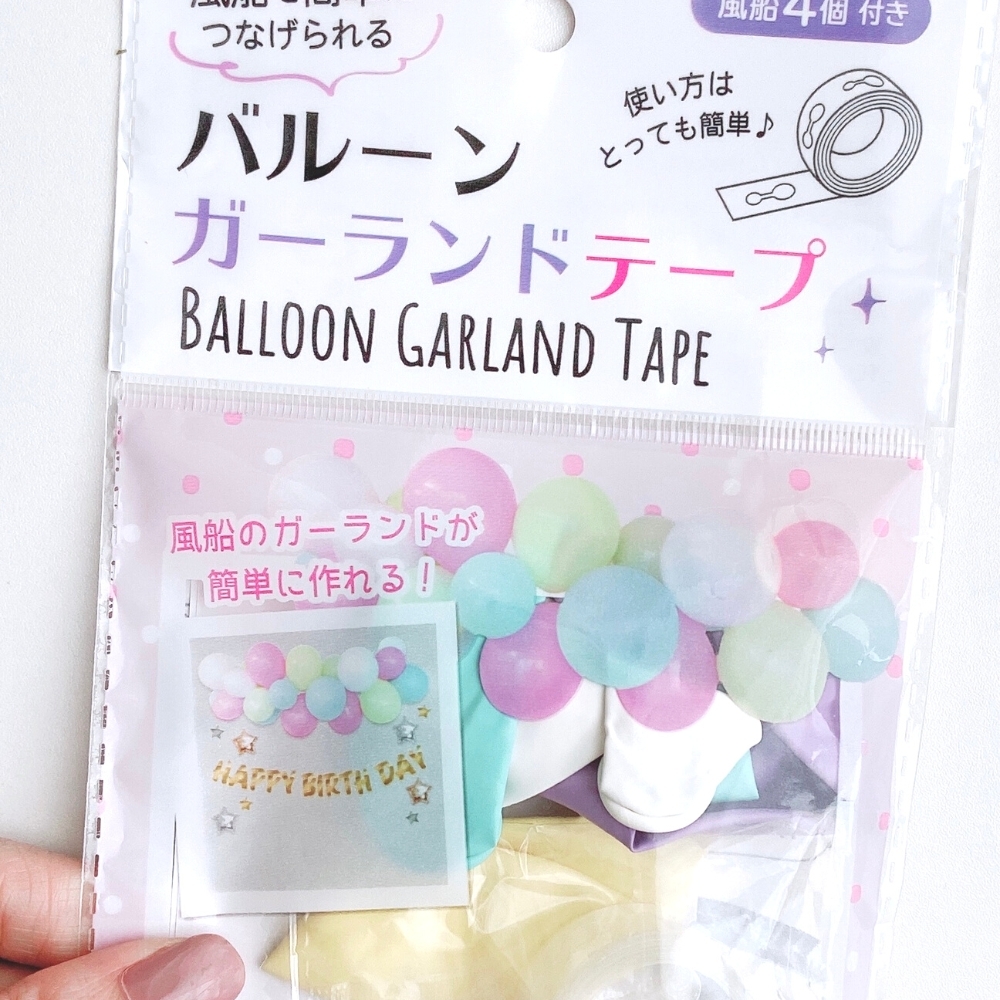 つなげられる
風船4個 付き
使い方は
とっても簡単♪
バルーン
ガーランドテープ
BALLOON GARLAND TAPE
風船のガーランドが
簡単に作れる!
HAPPY BIRTH DAY